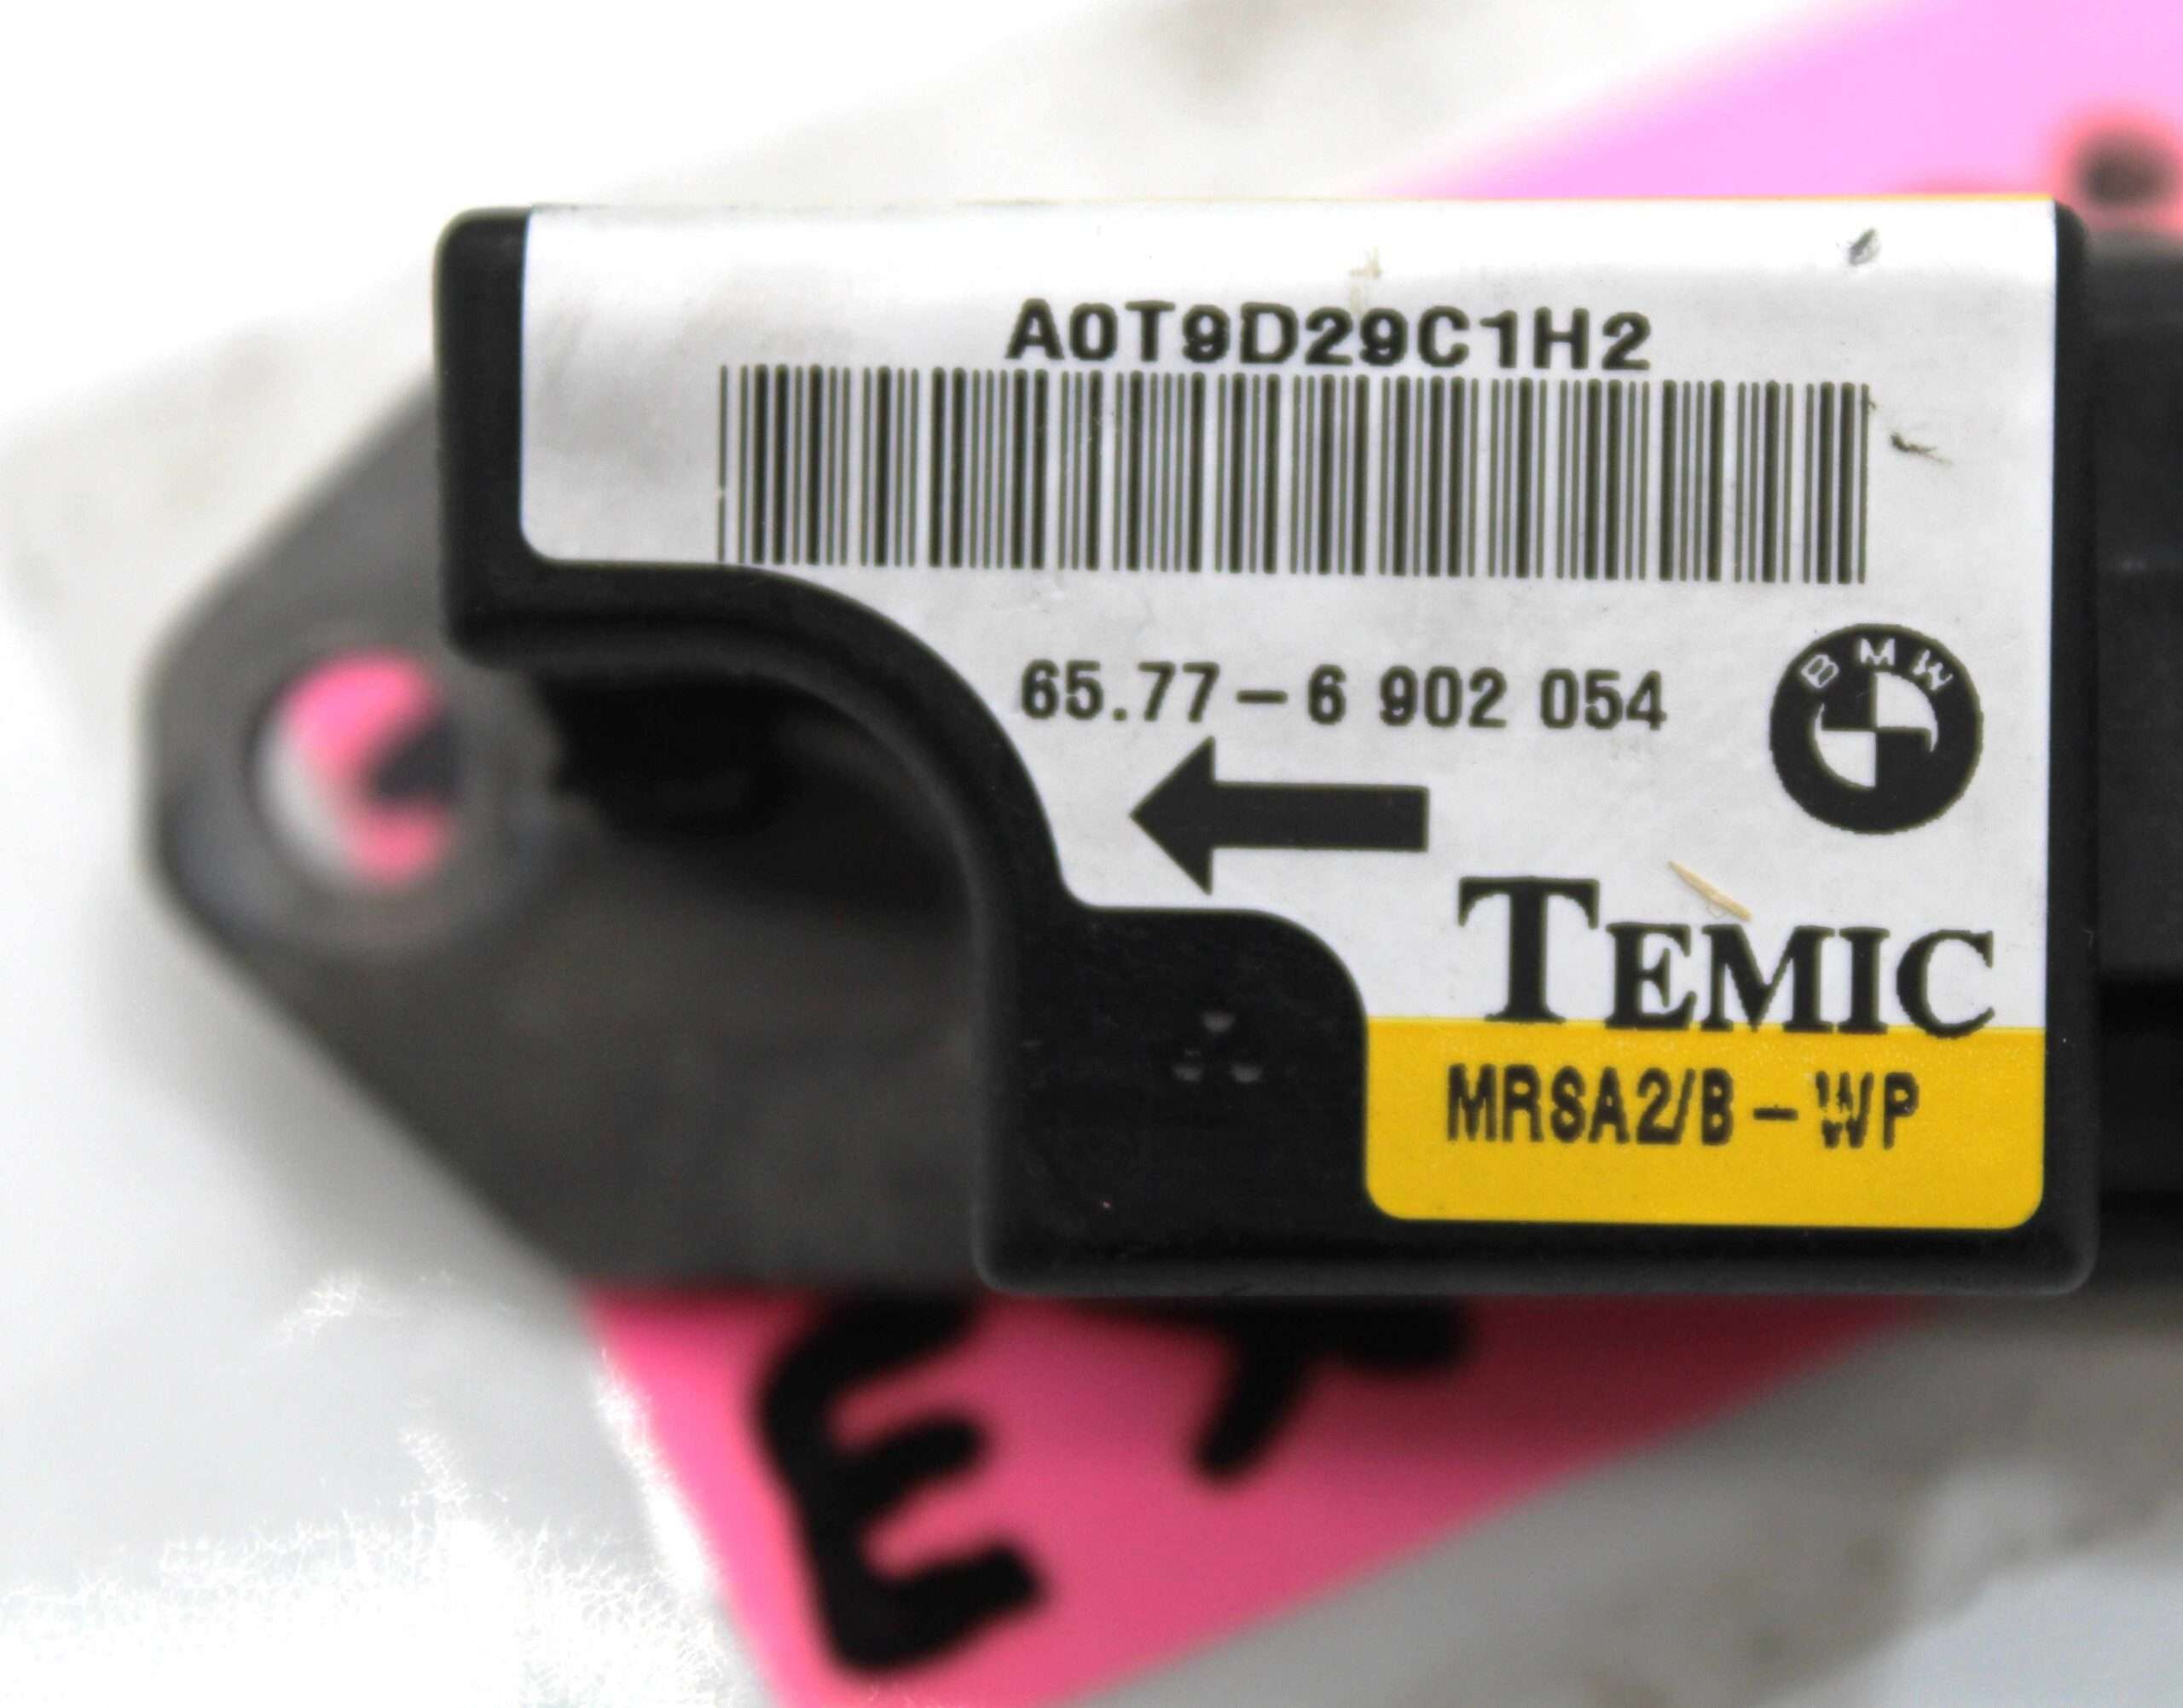 A0T9D29C1H2
65.77-6 902 054
BMW
TEMIC
MRSA2/B-WP
E